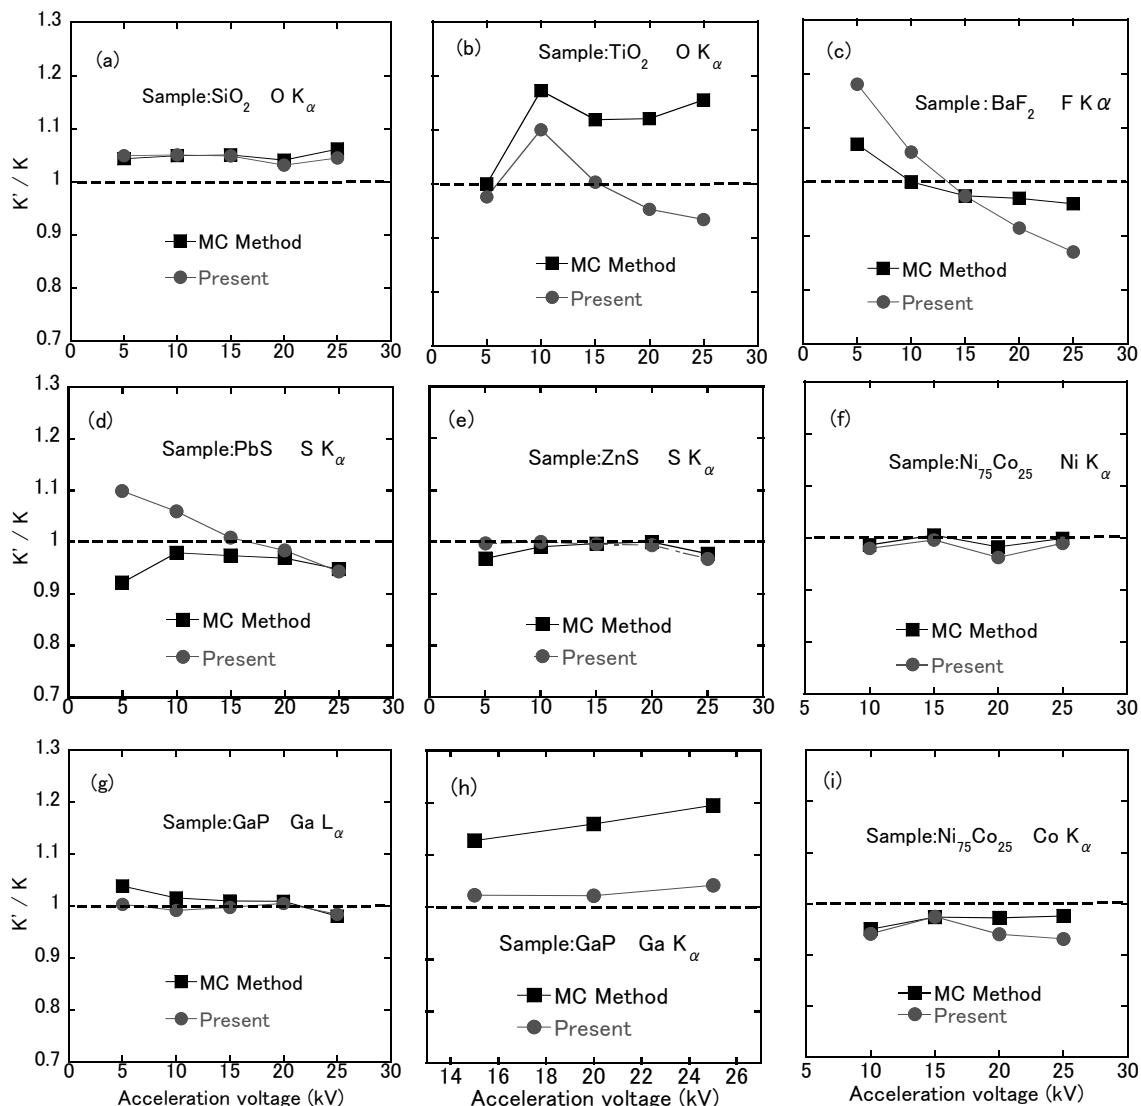 K' / K
1.3
1.2
1.1
1
0.9
0.8
0.7
(a)
Sample:SiO₂ O Kα
MC Method
Present
0 5 10 15 20 25 30
(b)
Sample:TiO₂ O Kα
MC Method
Present
0 5 10 15 20 25 30
(c)
Sample:BaF₂ F Kα
MC Method
Present
0 5 10 15 20 25 30
K' / K
1.3
1.2
1.1
1
0.9
0.8
0.7
(d)
Sample:PbS S Kα
MC Method
Present
0 5 10 15 20 25 30
(e)
Sample:ZnS S Kα
MC Method
Present
0 5 10 15 20 25 30
(f)
Sample:Ni₇₅Co₂₅ Ni Kα
MC Method
Present
5 10 15 20 25 30
K' / K
1.3
1.2
1.1
1
0.9
0.8
0.7
(g)
Sample:GaP Ga Lα
MC Method
Present
0 5 10 15 20 25 30
Acceleration voltage (kV)
(h)
Sample:GaP Ga Kα
MC Method
Present
14 16 18 20 22 24 26
Acceleration voltage (kV)
(i)
Sample:Ni₇₅Co₂₅ Co Kα
MC Method
Present
5 10 15 20 25 30
Acceleration voltage (kV)